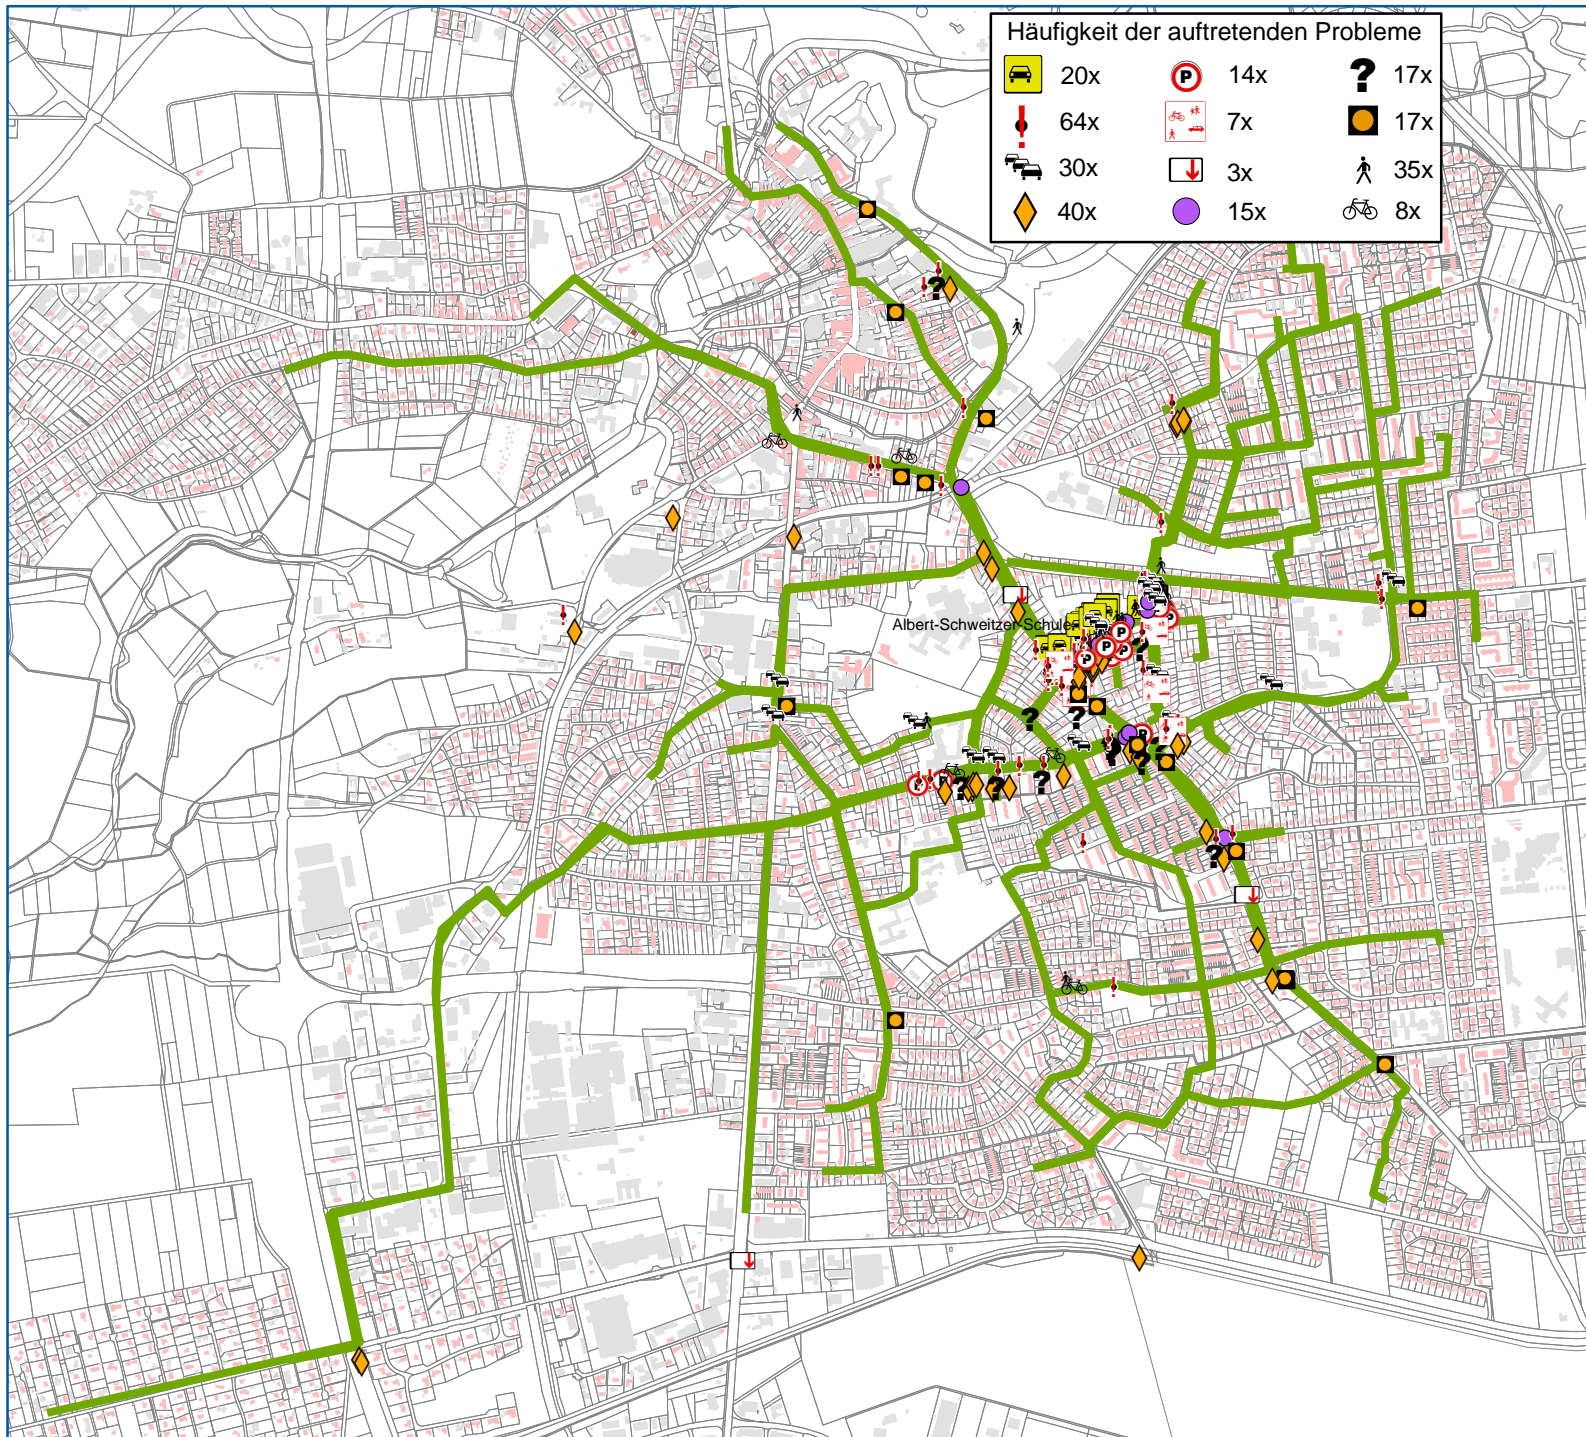 Häufigkeit der auftretenden Probleme
20x 14x 17x
64x 7x 17x
30x 3x 35x
40x 15x 8x
Albert-Schweitzer-Schule